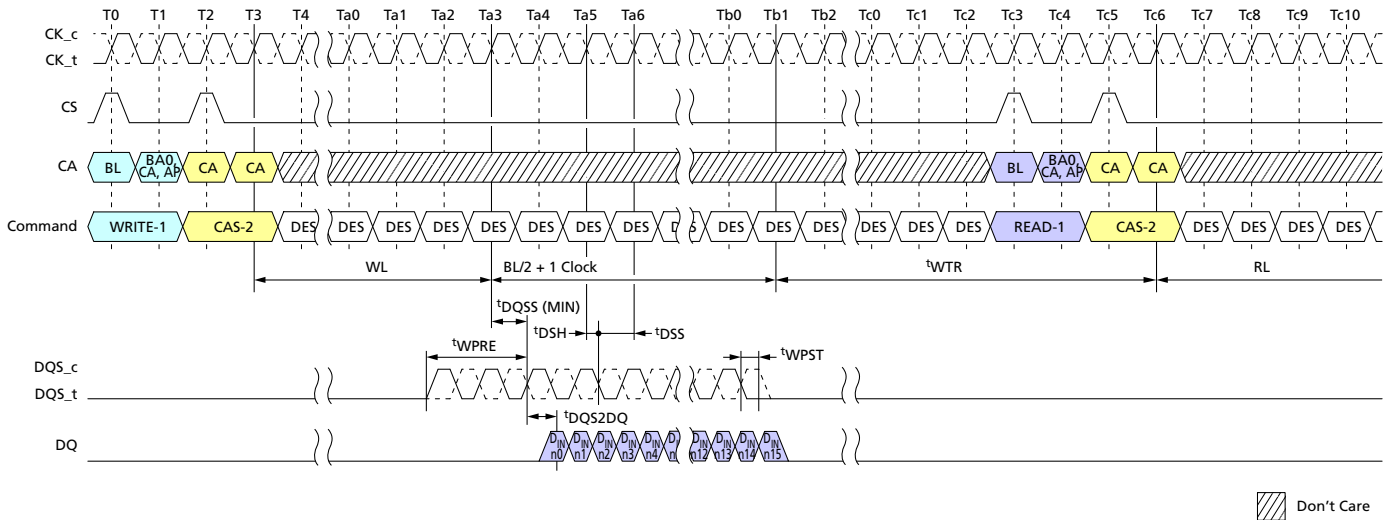 T0 T1 T2 T3 T4 Ta0 Ta1 Ta2 Ta3 Ta4 Ta5 Ta6 Tb0 Tb1 Tb2 Tc0 Tc1 Tc2 Tc3 Tc4 Tc5 Tc6 Tc7 Tc8 Tc9 Tc10
CK_c
CK_t
CS
CA BL BA0, CA, AP CA CA BL BA0, CA, AP CA CA
Command WRITE-1 CAS-2 DES DES DES DES DES DES DES DES DES DES DES DES DES DES READ-1 CAS-2 DES DES DES DES
WL BL/2 + 1 Clock tWTR RL
tDQSS (MIN)
tDSH tDSS
tWPRE tWPST
DQS_c
DQS_t
tDQS2DQ
DQ DIN n0 DIN n1 DIN n2 DIN n3 DIN n4 DIN n12 DIN n13 DIN n14 DIN n15
Don't Care